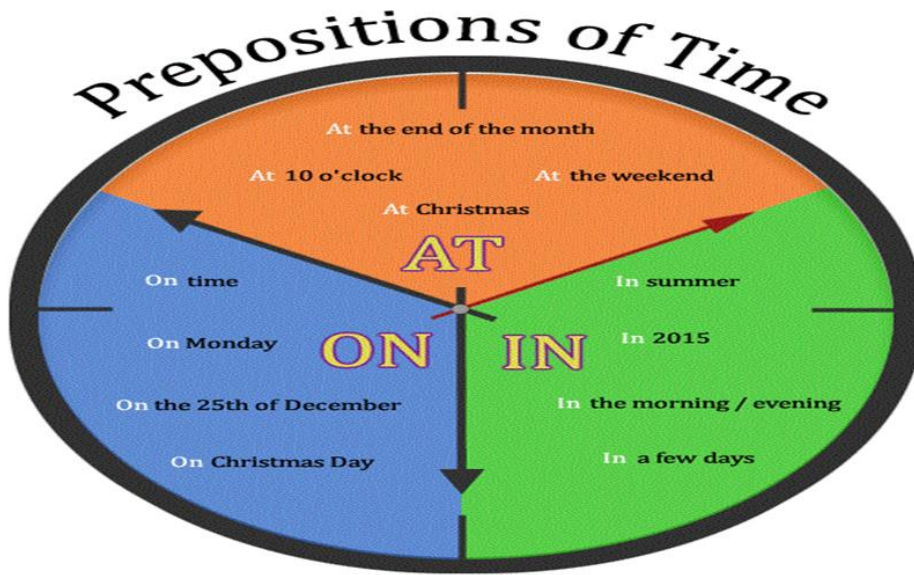 Prepositions of Time
At the end of the month
At 10 o'clock
At the weekend
At Christmas
AT
On time
On Monday
On the 25th of December
On Christmas Day
ON
IN
In summer
In 2015
In the morning / evening
In a few days